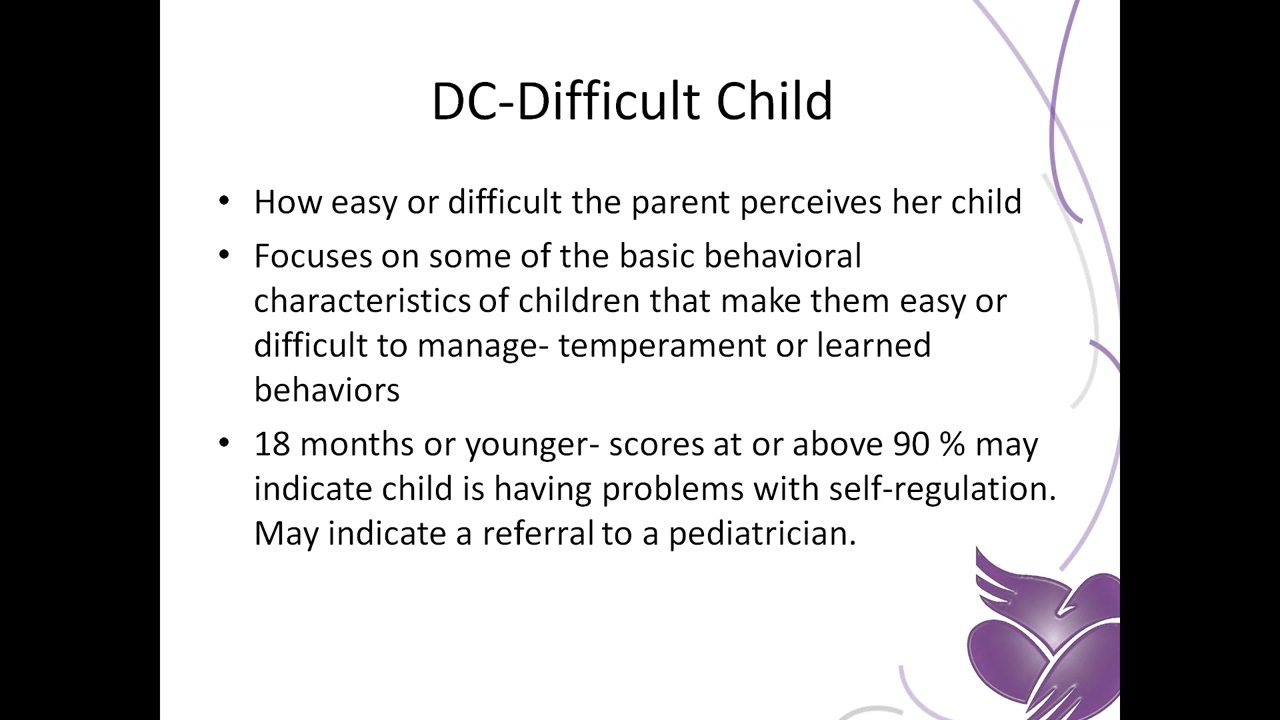 DC-Difficult Child
• How easy or difficult the parent perceives her child
• Focuses on some of the basic behavioral
characteristics of children that make them easy or
difficult to manage- temperament or learned
behaviors
• 18 months or younger- scores at or above 90 % may
indicate child is having problems with self-regulation.
May indicate a referral to a pediatrician.